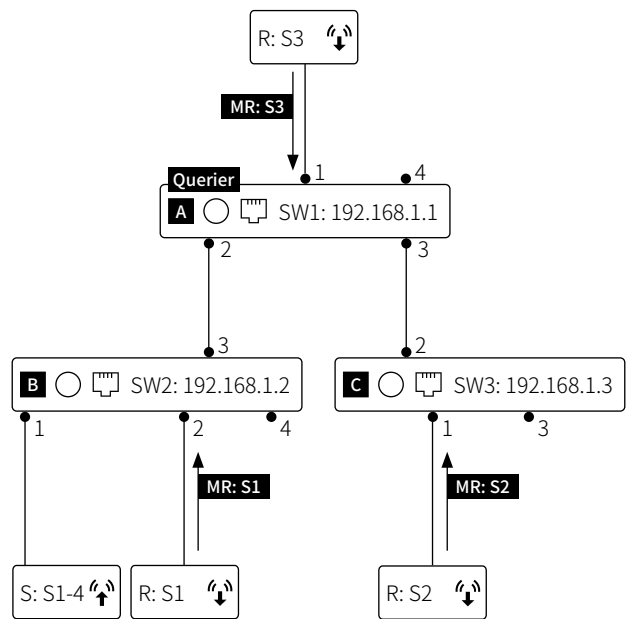 R: S3
MR: S3
Querier
1
4
A SW1: 192.168.1.1
2
3
3
2
B SW2: 192.168.1.2
C SW3: 192.168.1.3
1
2
4
1
3
MR: S1
MR: S2
S: S1-4
R: S1
R: S2